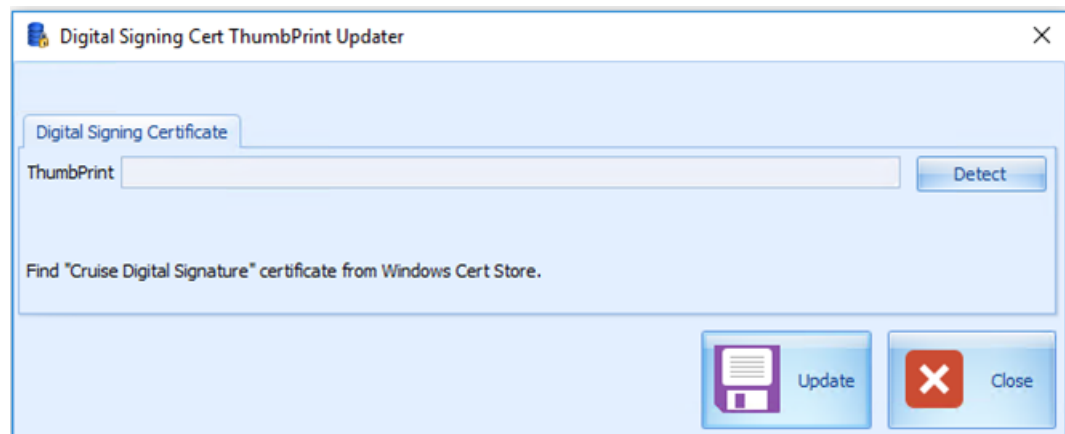 Digital Signing Cert ThumbPrint Updater
Digital Signing Certificate
ThumbPrint
Detect
Find "Cruise Digital Signature" certificate from Windows Cert Store.
Update
Close